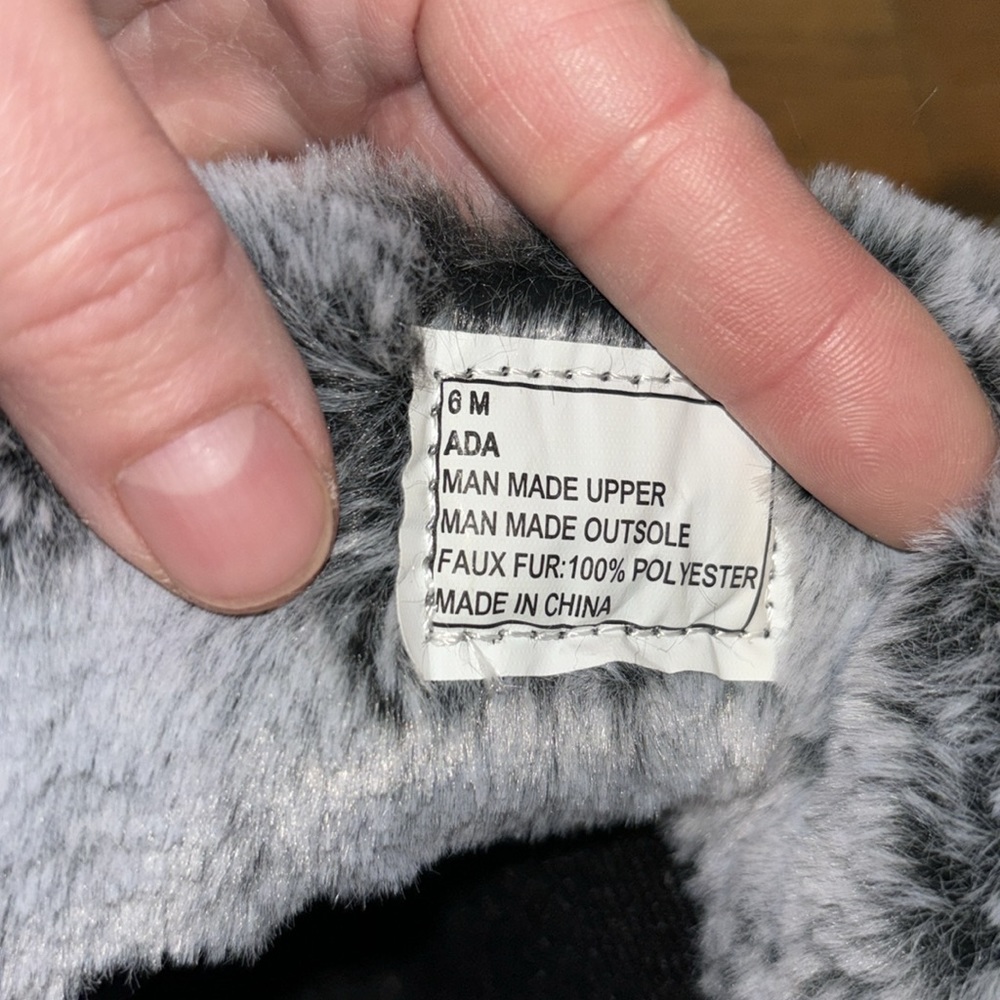 6 M
ADA
MAN MADE UPPER
MAN MADE OUTSOLE
FAUX FUR:100% POLYESTER
MADE IN CHINA